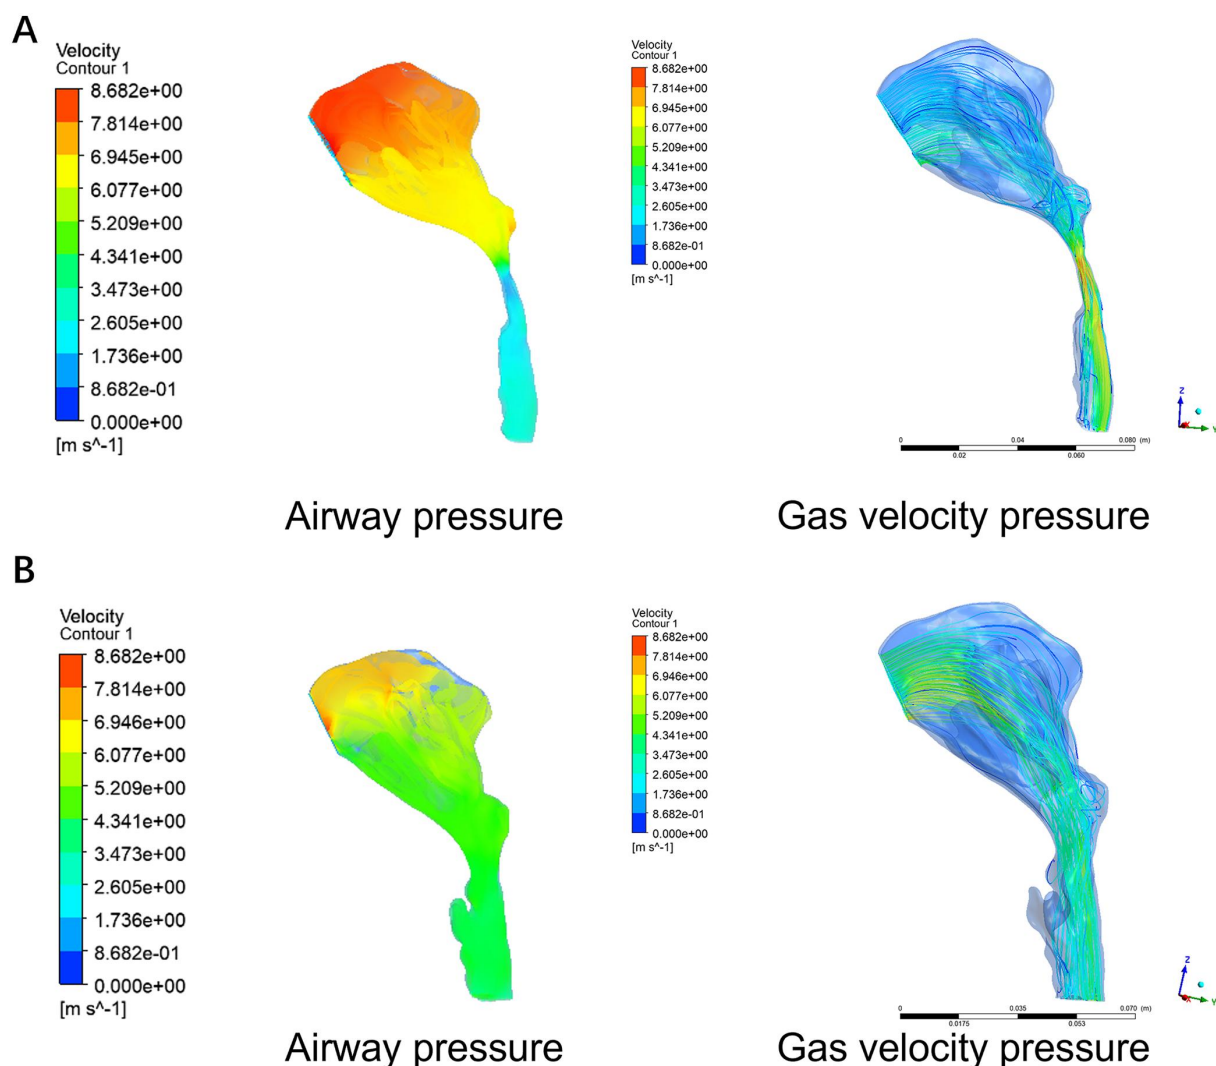 A
Velocity
Contour 1
8.682e+00
7.814e+00
6.945e+00
6.077e+00
5.209e+00
4.341e+00
3.473e+00
2.605e+00
1.736e+00
8.682e-01
0.000e+00
[m s^-1]
Velocity
Contour 1
8.682e+00
7.814e+00
6.945e+00
6.077e+00
5.209e+00
4.341e+00
3.473e+00
2.605e+00
1.736e+00
8.682e-01
0.000e+00
[m s^-1]
Z
X
Y
0 0.04 0.080 (m)
0.02 0.060
Airway pressure
Gas velocity pressure
B
Velocity
Contour 1
8.682e+00
7.814e+00
6.946e+00
6.077e+00
5.209e+00
4.341e+00
3.473e+00
2.605e+00
1.736e+00
8.682e-01
0.000e+00
[m s^-1]
Velocity
Contour 1
8.682e+00
7.814e+00
6.946e+00
6.077e+00
5.209e+00
4.341e+00
3.473e+00
2.605e+00
1.736e+00
8.682e-01
0.000e+00
[m s^-1]
Z
X
Y
0 0.035 0.070 (m)
0.0175 0.053
Airway pressure
Gas velocity pressure